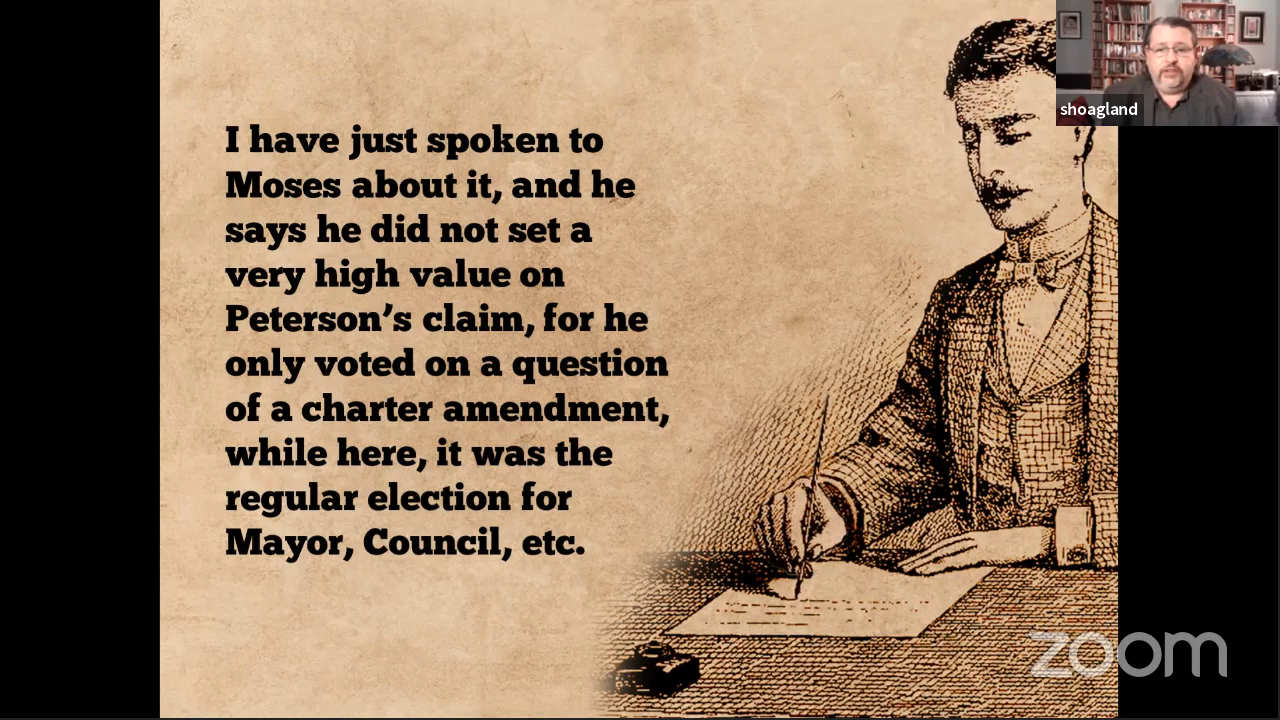 I have just spoken to
Moses about it, and he
says he did not set a
very high value on
Peterson’s claim, for he
only voted on a question
of a charter amendment,
while here, it was the
regular election for
Mayor, Council, etc.
shoagland
zoom